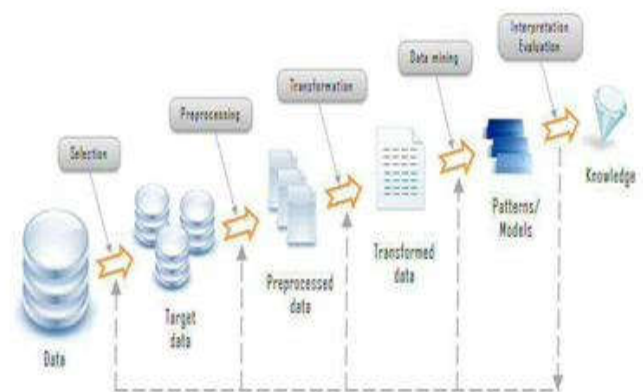 Interpretation
Evaluation
Data mining
Transformation
Preprocessing
Selection
Knowledge
Patterns/
Models
Transformed
data
Preprocessed
data
Target
data
Data